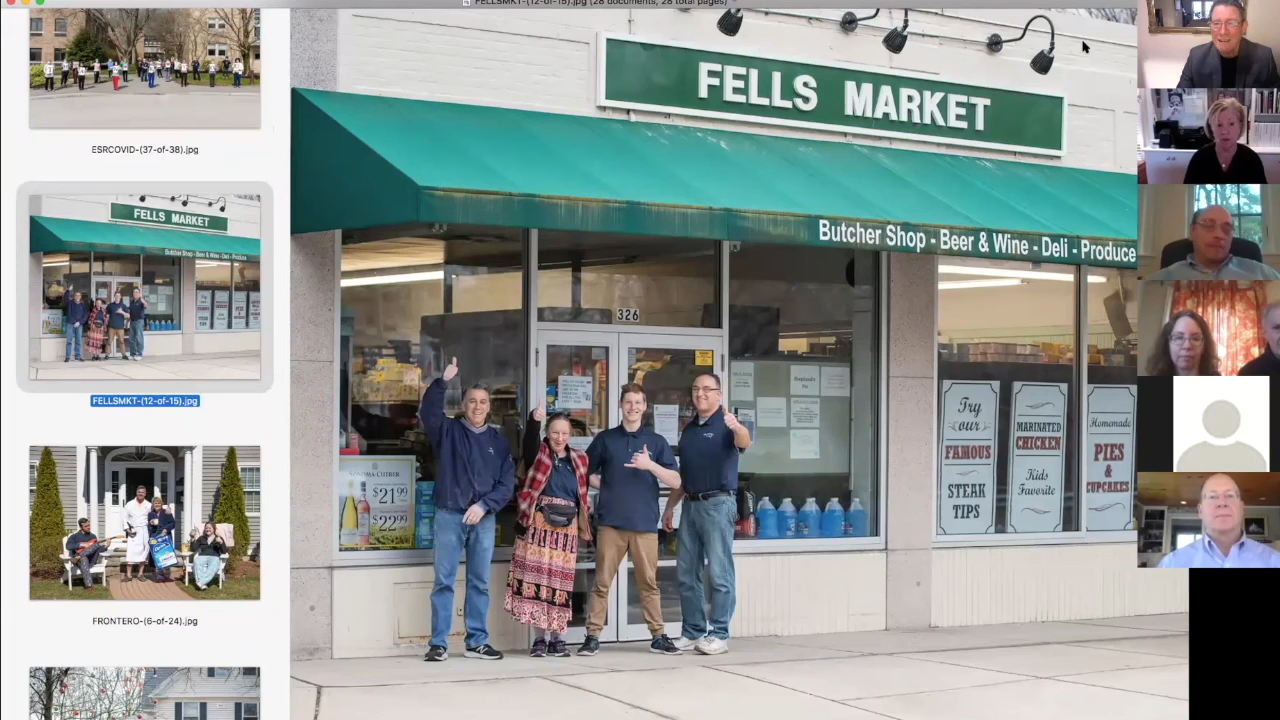 FELLSMKT-(12-of-15).jpg (28 documents, 28 total pages)
ESRCOVID-(37-of-38).jpg
FELLS MARKET
Butcher Shop - Beer & Wine - Deli - Produce
FELLSMKT-(12-of-15).jpg
FRONTERO-(6-of-24).jpg
FELLS MARKET
Butcher Shop - Beer & Wine - Deli - Produce
326
SONOMA-CUTRER
$21.99
$22.99
Try
our
FAMOUS
STEAK
TIPS
MARINATED
CHICKEN
Kids
Favorite
Homemade
PIES
&
CUPCAKES